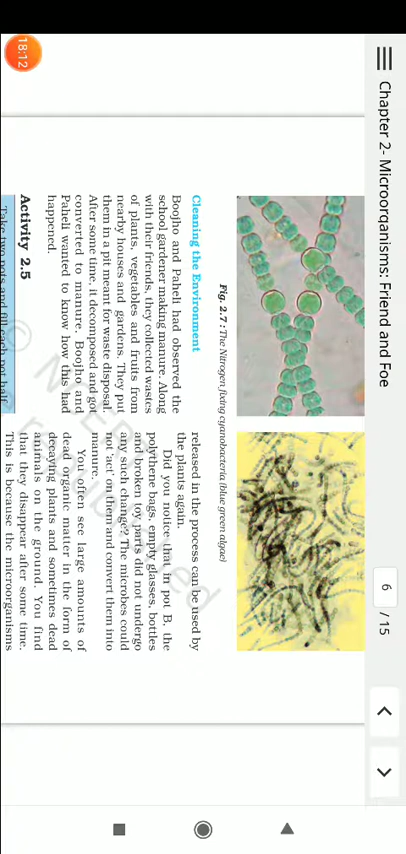 Chapter 2- Microorganisms: Friend and Foe
6 / 15
Fig. 2.7 : The Nitrogen fixing cyanobacteria (blue green algae)
Cleaning the Environment
Boojho and Paheli had observed the
school gardener making manure. Along
with their friends, they collected wastes
of plants, vegetables and fruits from
nearby houses and gardens. They put
them in a pit meant for waste disposal.
After some time, it decomposed and got
converted to manure. Boojho and
Paheli wanted to know how this had
happened.
Activity 2.5
Take two pots and fill each pot half
released in the process can be used by
the plants again.
Did you notice that in pot B, the
polythene bags, empty glasses, bottles
and broken toy parts did not undergo
any such change? The microbes could
not 'act' on them and convert them into
manure.
You often see large amounts of
dead organic matter in the form of
decaying plants and sometimes dead
animals on the ground. You find
that they disappear after some time.
This is because the microorganisms
18:12